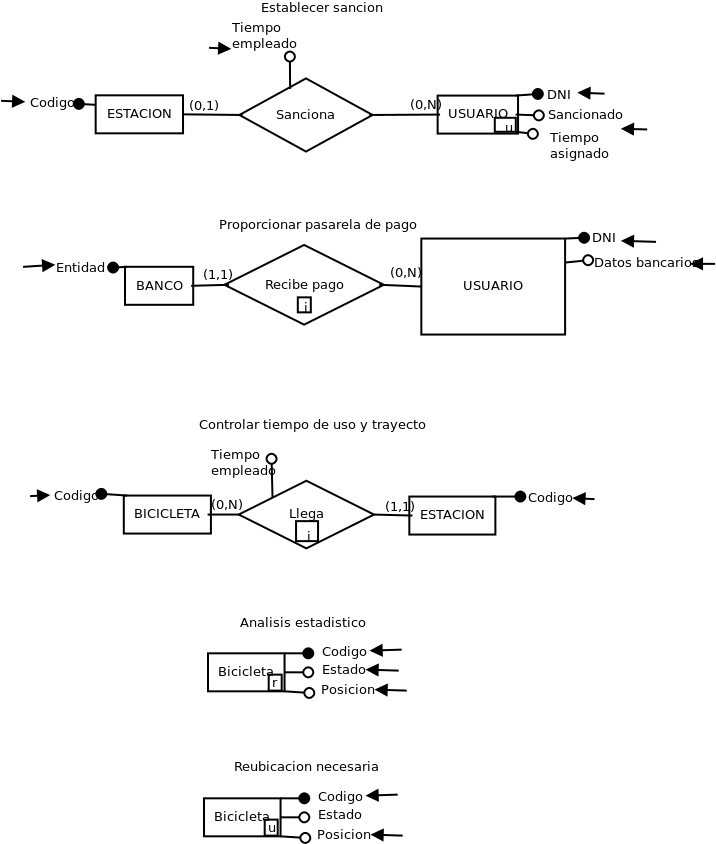 Establecer sancion
Tiempo
empleado
Codigo
ESTACION
(0,1)
Sanciona
(0,N)
USUARIO
u
DNI
Sancionado
Tiempo
asignado
Proporcionar pasarela de pago
Entidad
BANCO
(1,1)
Recibe pago
i
(0,N)
USUARIO
DNI
Datos bancarios
Controlar tiempo de uso y trayecto
Tiempo
empleado
Codigo
BICICLETA
(0,N)
Llega
i
(1,1)
ESTACION
Codigo
Analisis estadistico
Bicicleta
r
Codigo
Estado
Posicion
Reubicacion necesaria
Bicicleta
u
Codigo
Estado
Posicion